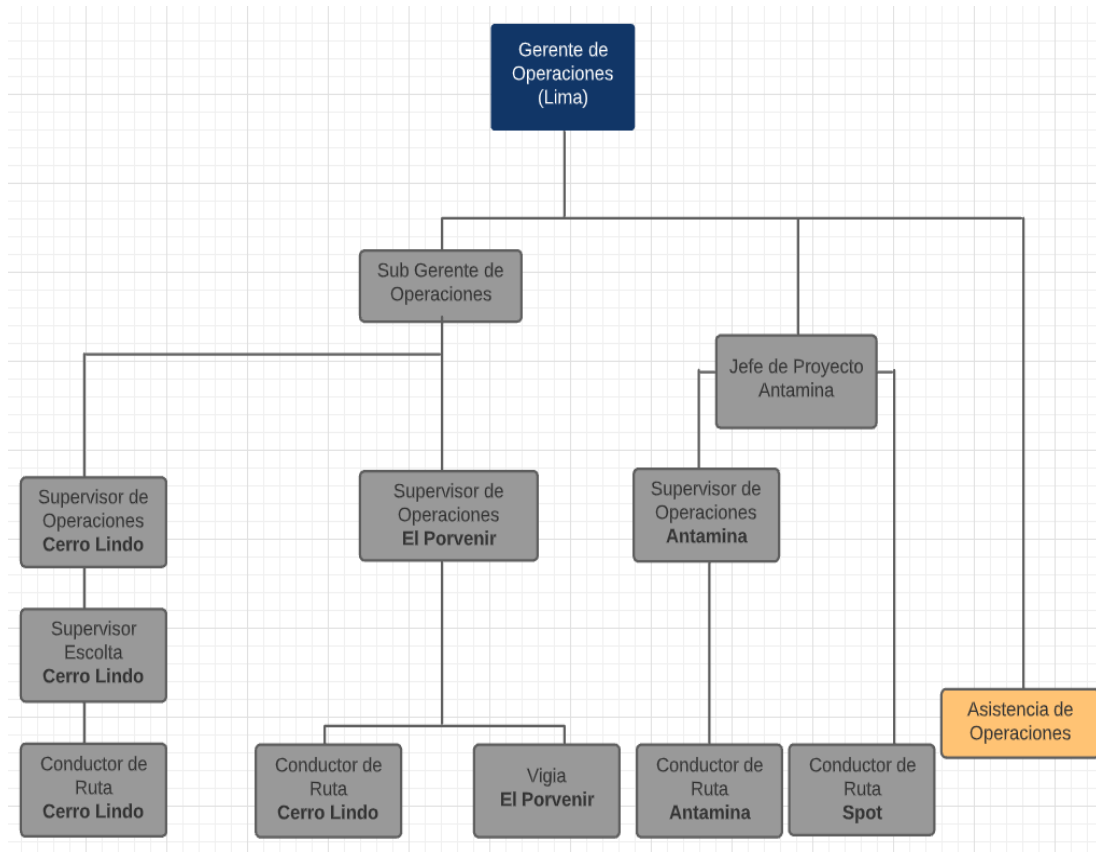 Gerente de
Operaciones
(Lima)
Sub Gerente de
Operaciones
Jefe de Proyecto
Antamina
Supervisor de
Operaciones
Cerro Lindo
Supervisor de
Operaciones
El Porvenir
Supervisor de
Operaciones
Antamina
Supervisor
Escolta
Cerro Lindo
Asistencia de
Operaciones
Conductor de
Ruta
Cerro Lindo
Conductor de
Ruta
Cerro Lindo
Vigia
El Porvenir
Conductor de
Ruta
Antamina
Conductor de
Ruta
Spot